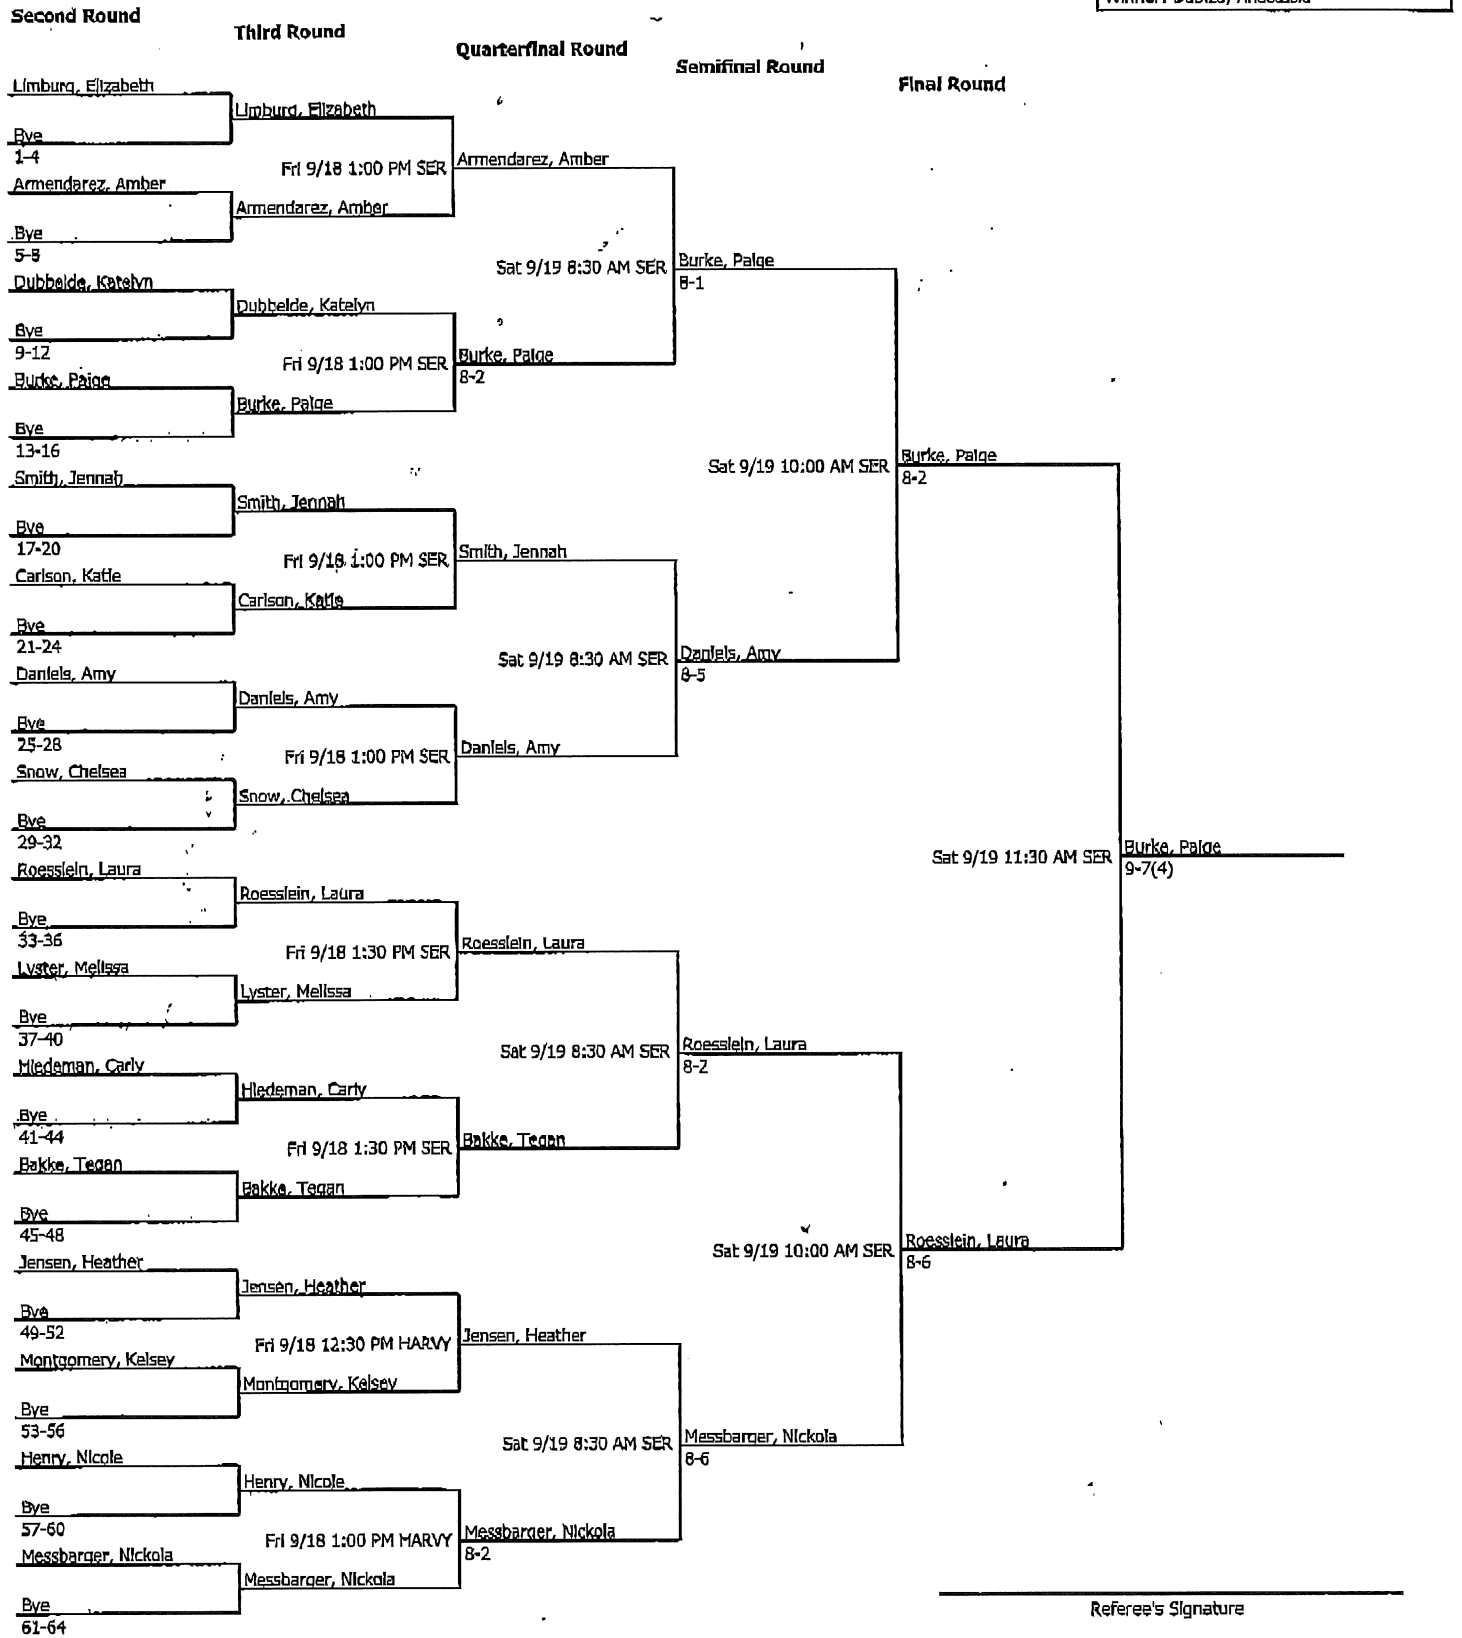 Second Round
Third Round
Quarterfinal Round
Semifinal Round
Final Round
Limburg, Elizabeth
Bye
1-4
Armendarez, Amber
Bye
5-8
Dubbelde, Katelyn
Bye
9-12
Burke, Paige
Bye
13-16
Smith, Jennah
Bye
17-20
Carlson, Katie
Bye
21-24
Daniels, Amy
Bye
25-28
Snow, Chelsea
Bye
29-32
Roesslein, Laura
Bye
33-36
Lyster, Melissa
Bye
37-40
Hiedeman, Carly
Bye
41-44
Bakke, Tegan
Bye
45-48
Jensen, Heather
Bye
49-52
Montgomery, Kelsey
Bye
53-56
Henry, Nicole
Bye
57-60
Messbarger, Nickola
Bye
61-64
Limburg, Elizabeth
Fri 9/18 1:00 PM SER
Armendarez, Amber
Dubbelde, Katelyn
Fri 9/18 1:00 PM SER
Burke, Paige
Smith, Jennah
Fri 9/18 1:00 PM SER
Carlson, Katie
Daniels, Amy
Fri 9/18 1:00 PM SER
Snow, Chelsea
Roesslein, Laura
Fri 9/18 1:30 PM SER
Lyster, Melissa
Hiedeman, Carly
Fri 9/18 1:30 PM SER
Bakke, Tegan
Jensen, Heather
Fri 9/18 12:30 PM HARVY
Montgomery, Kelsey
Henry, Nicole
Fri 9/18 1:00 PM HARVY
Messbarger, Nickola
Armendarez, Amber
Sat 9/19 8:30 AM SER
Burke, Paige
8-2
Smith, Jennah
Sat 9/19 8:30 AM SER
Daniels, Amy
Roesslein, Laura
Sat 9/19 8:30 AM SER
Bakke, Tegan
Jensen, Heather
Sat 9/19 8:30 AM SER
Messbarger, Nickola
8-2
Burke, Paige
8-1
Sat 9/19 10:00 AM SER
Daniels, Amy
8-5
Roesslein, Laura
8-2
Sat 9/19 10:00 AM SER
Messbarger, Nickola
8-6
Burke, Paige
8-2
Sat 9/19 11:30 AM SER
Roesslein, Laura
8-6
Burke, Paige
9-7(4)
Referee's Signature